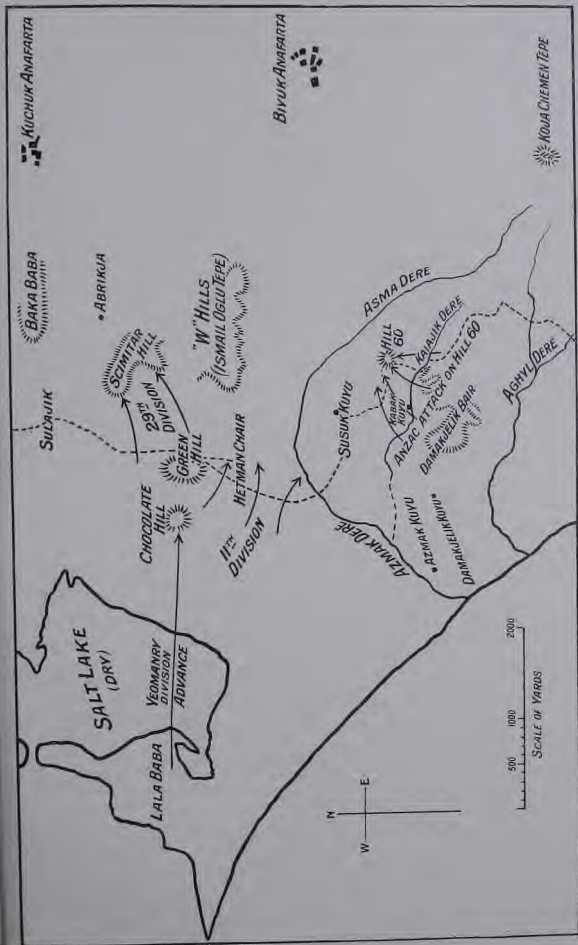 KUCHUK ANAFARTA
BIYUK ANAFARTA
KOJA CHEMEN TEPE
BAKA BABA
• ABRIKJA
SCIMITAR
HILL
29TH
DIVISION
"W" HILLS
(ISMAIL OGLU TEPE)
ASMA DERE
SULAJIK
GREEN
HILL
HETMAN CHAIR
CHOCOLATE
HILL
11TH
DIVISION
SUSUK KUYU
HILL
60
KAIAJIK DERE
KABAK
KUYU
ANZAC ATTACK ON HILL 60
DAMAKJELIK BAIR
AGHYL DERE
AZMAK DERE
• AZMAK KUYU
DAMAKJELIK KUYU •
SALT LAKE
(DRY)
YEOMANRY
DIVISION
ADVANCE
LALA BABA
N
W
E
500
1000
2000
SCALE OF YARDS